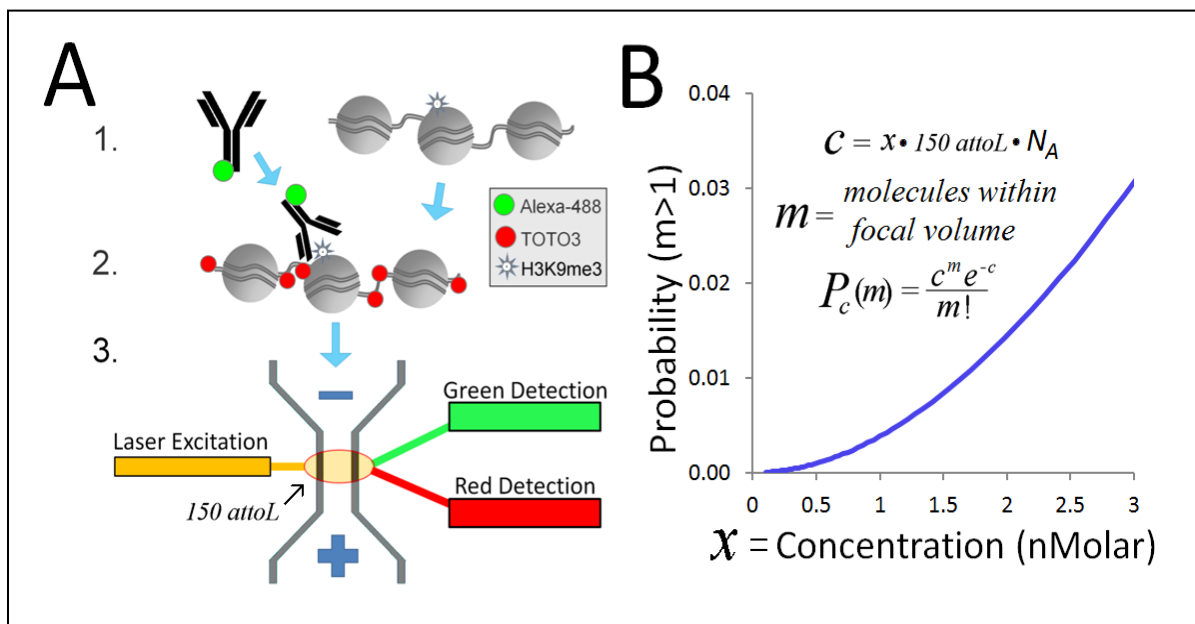 A
1.
2.
3.
Alexa-488
TOTO3
H3K9me3
Green Detection
Laser Excitation
Red Detection
150 attoL
B
Probability (m>1)
0.04
0.03
0.02
0.01
0.00
c = x • 150 attoL • N_A
m = molecules within
focal volume
P_c(m) = c^m e^-c / m!
0 0.5 1 1.5 2 2.5 3
x = Concentration (nMolar)